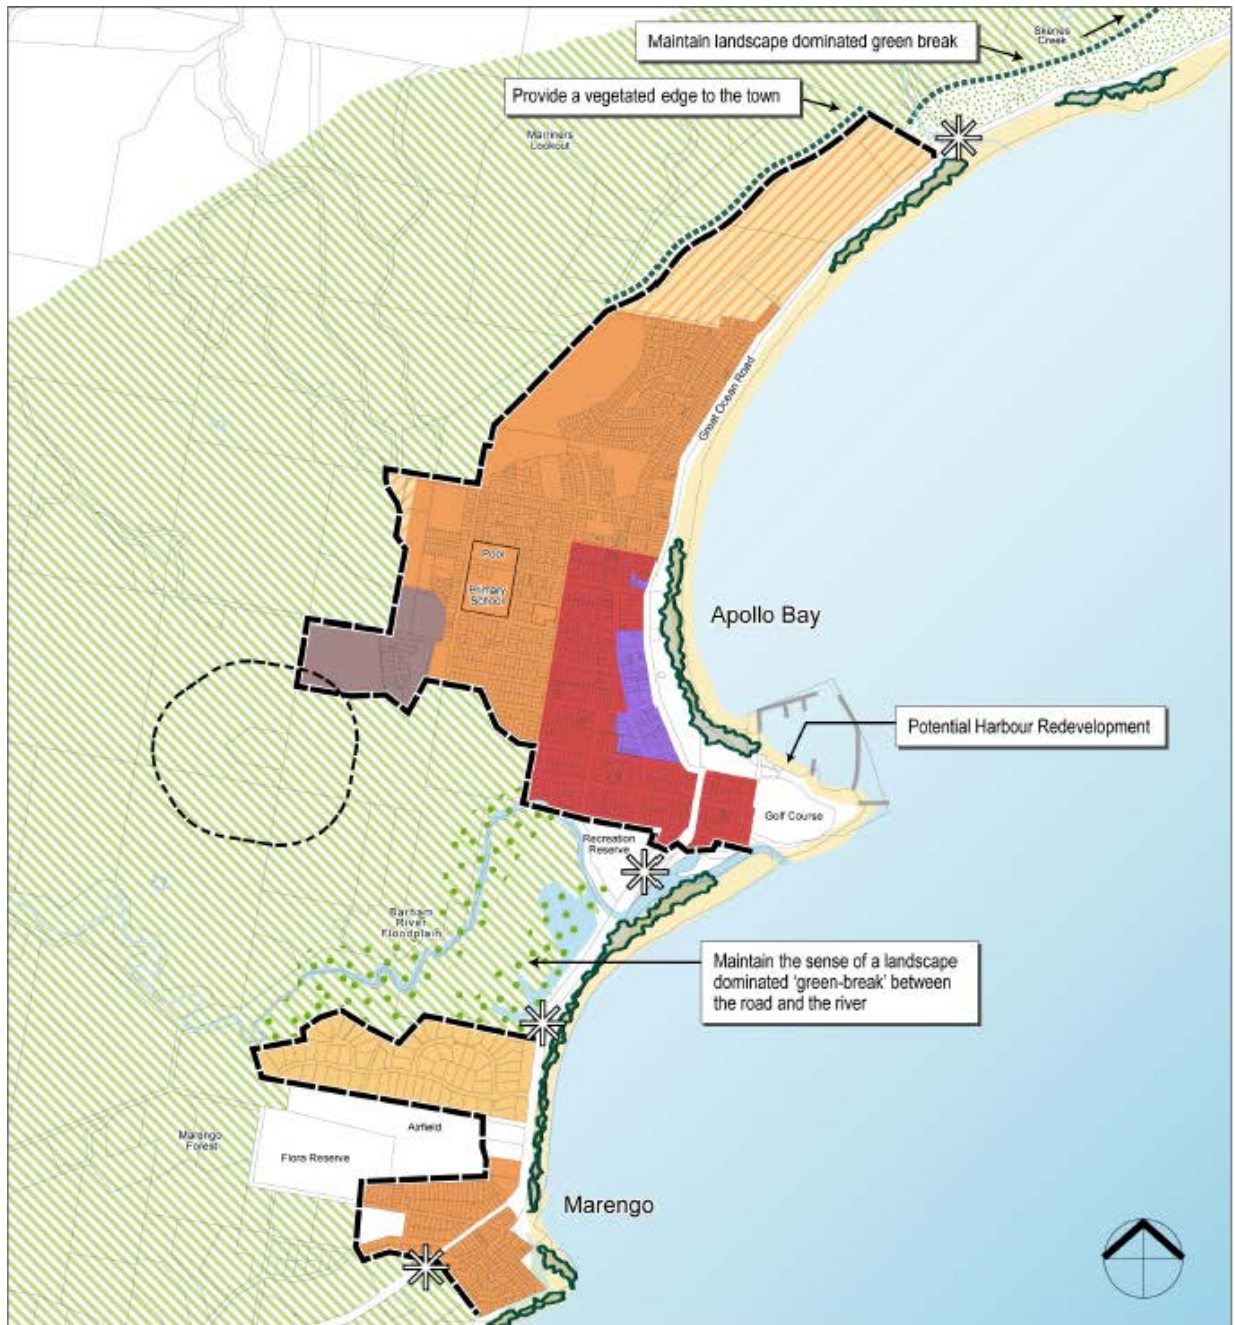 Skenes
Creek
Maintain landscape dominated green break
Provide a vegetated edge to the town
Marriners
Lookout
Great Ocean Road
Pool
Primary
School
Apollo Bay
Potential Harbour Redevelopment
Golf Course
Recreation
Reserve
Barham
River
Floodplain
Maintain the sense of a landscape
dominated 'green-break' between
the road and the river
Airfield
Marengo
Forest
Flora Reserve
Marengo